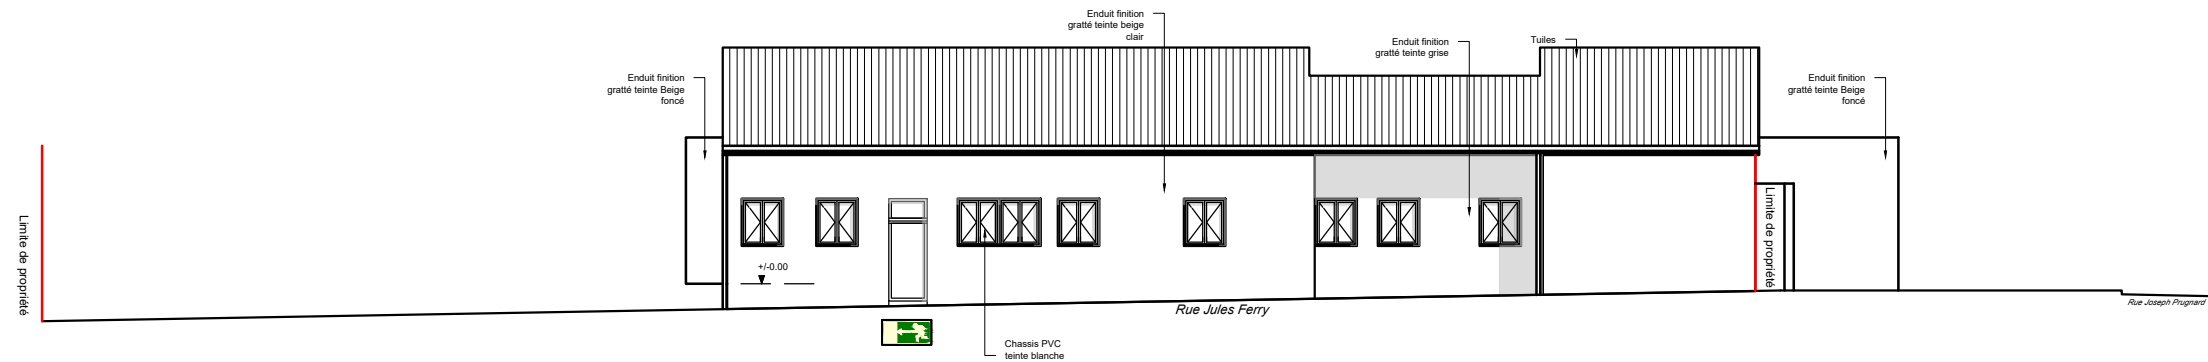 Enduit finition
gratté teinte beige
clair
Enduit finition
gratté teinte grise
Tuiles
Enduit finition
gratté teinte Beige
foncé
Enduit finition
gratté teinte Beige
foncé
Limite de propriété
+/-0.00
Limite de propriété
Rue Jules Ferry
Rue Joseph Prugnard
Chassis PVC
teinte blanche